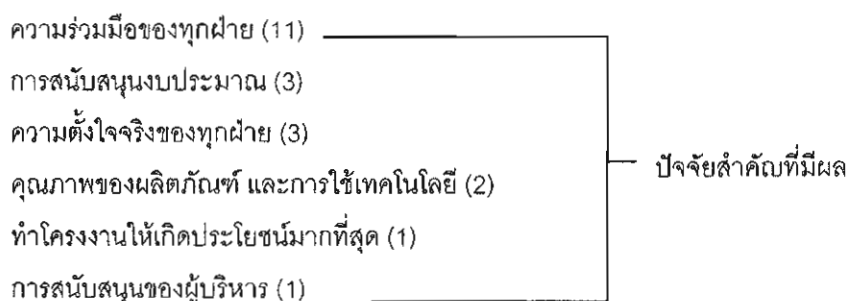 ความร่วมมือของทุกฝ่าย (11)
การสนับสนุนงบประมาณ (3)
ความตั้งใจจริงของทุกฝ่าย (3)
คุณภาพของผลิตภัณฑ์ และการใช้เทคโนโลยี (2)
ปัจจัยสำคัญที่มีผล
ทำโครงงานให้เกิดประโยชน์มากที่สุด (1)
การสนับสนุนของผู้บริหาร (1)